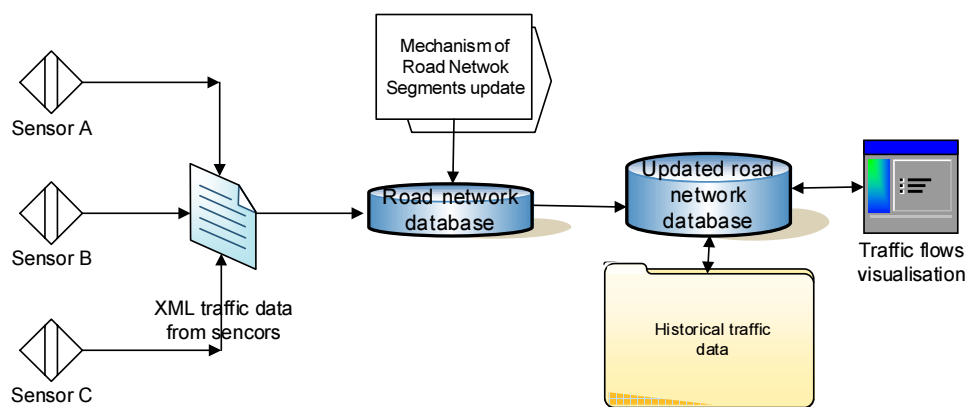 Mechanism of
Road Netwok
Segments update
Sensor A
Sensor B
Sensor C
XML traffic data
from sencors
Road network
database
Updated road
network
database
Historical traffic
data
Traffic flows
visualisation